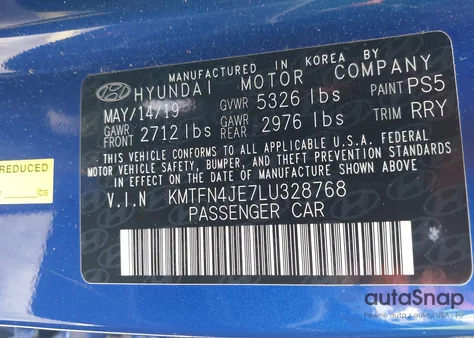 MANUFACTURED IN KOREA BY
HYUNDAI MOTOR COMPANY
MAY/14/19 GVWR 5326 lbs PAINT PS5
GAWR FRONT 2712 lbs GAWR REAR 2976 lbs TRIM RRY
THIS VEHICLE CONFORMS TO ALL APPLICABLE U.S.A. FEDERAL
MOTOR VEHICLE SAFETY, BUMPER, AND THEFT PREVENTION STANDARDS
IN EFFECT ON THE DATE OF MANUFACTURE SHOWN ABOVE
V.I.N KMTFN4JE7LU328768
PASSENGER CAR
REDUCED
lbs
autoSnap